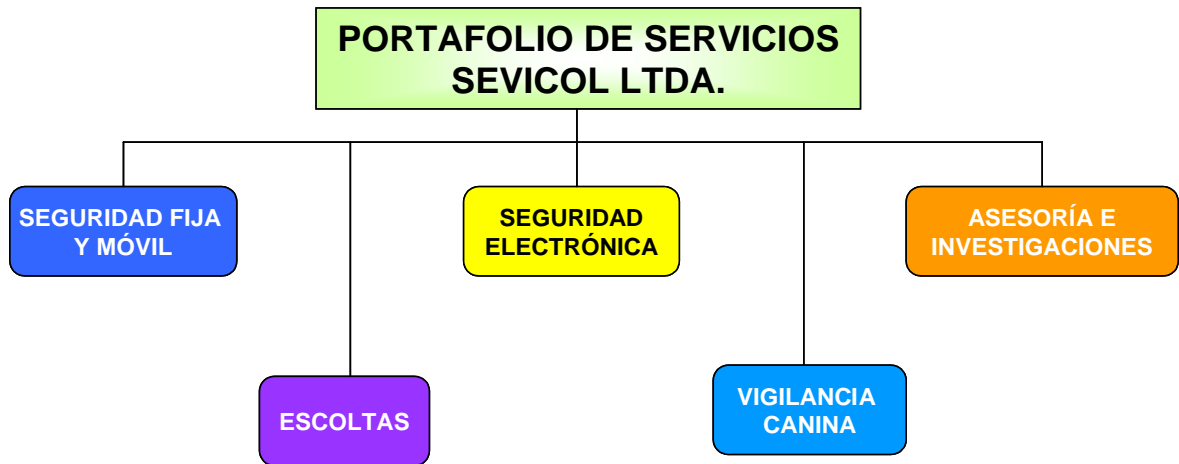 PORTAFOLIO DE SERVICIOS
SEVICOL LTDA.
SEGURIDAD FIJA
Y MÓVIL
SEGURIDAD
ELECTRÓNICA
ASESORÍA E
INVESTIGACIONES
ESCOLTAS
VIGILANCIA
CANINA